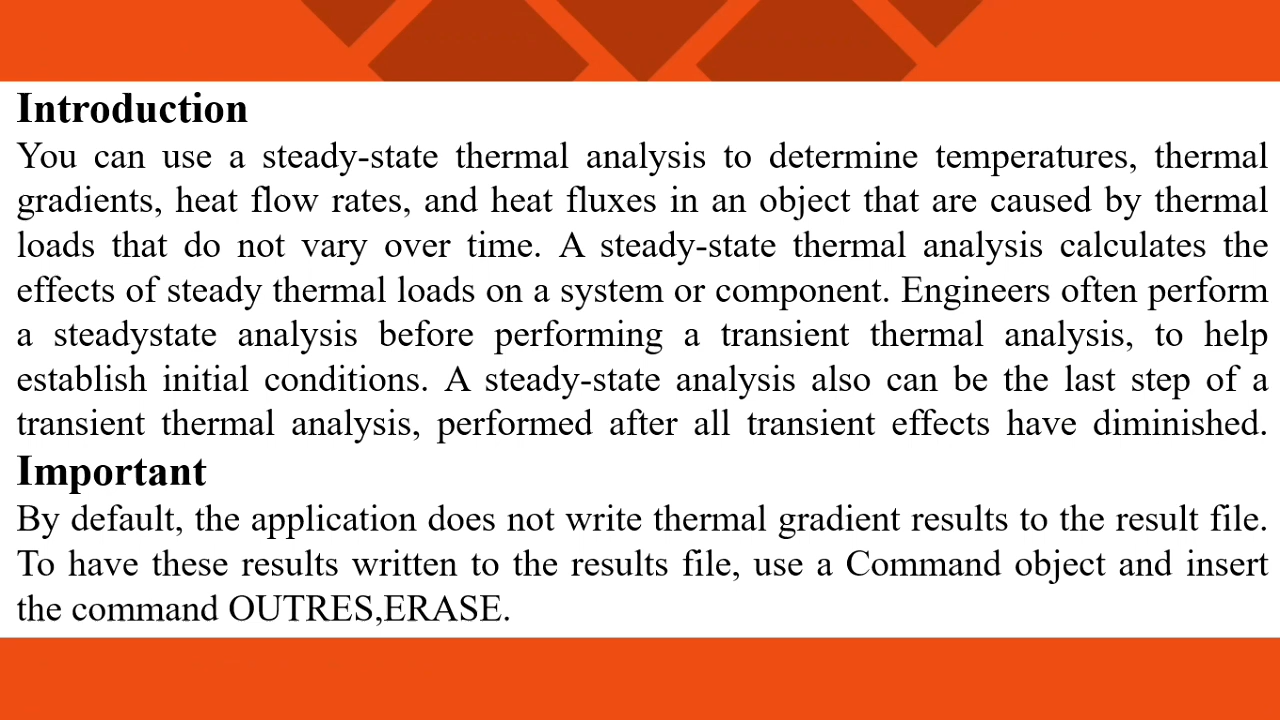 Introduction
You can use a steady-state thermal analysis to determine temperatures, thermal
gradients, heat flow rates, and heat fluxes in an object that are caused by thermal
loads that do not vary over time. A steady-state thermal analysis calculates the
effects of steady thermal loads on a system or component. Engineers often perform
a steadystate analysis before performing a transient thermal analysis, to help
establish initial conditions. A steady-state analysis also can be the last step of a
transient thermal analysis, performed after all transient effects have diminished.
Important
By default, the application does not write thermal gradient results to the result file.
To have these results written to the results file, use a Command object and insert
the command OUTRES,ERASE.